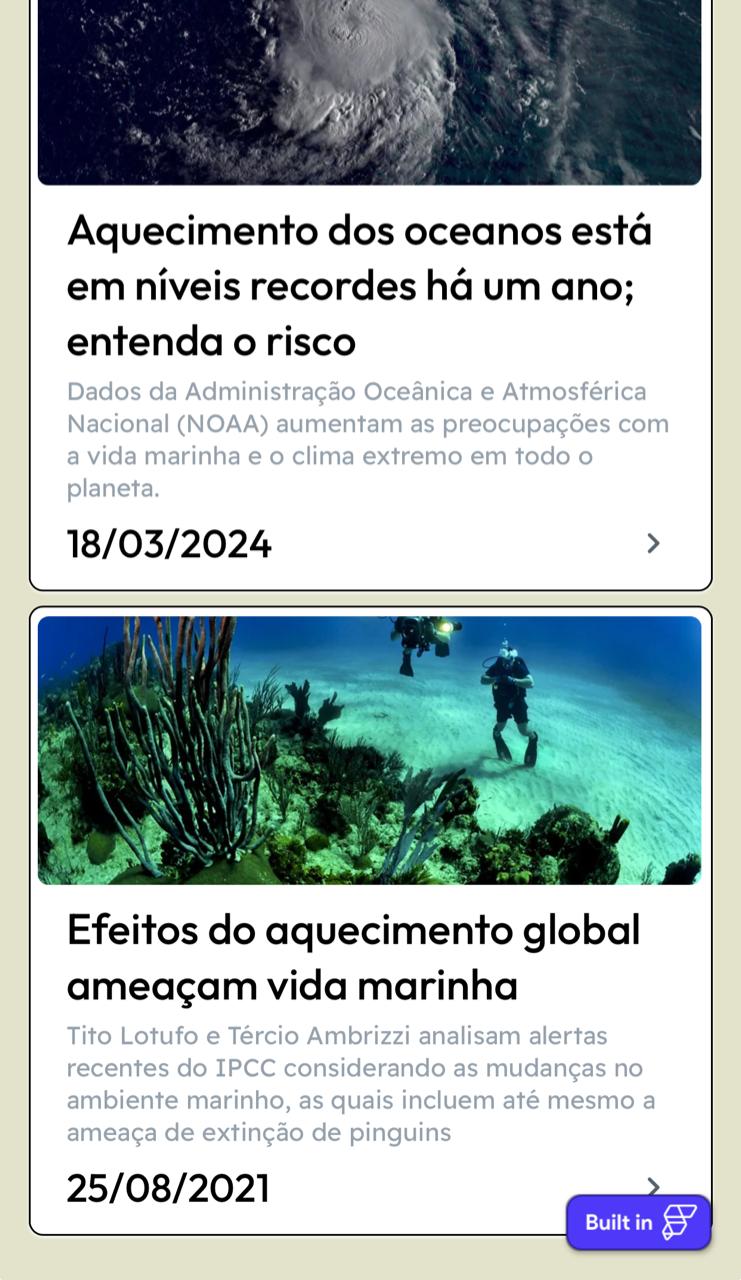 Aquecimento dos oceanos está
em níveis recordes há um ano;
entenda o risco
Dados da Administração Oceânica e Atmosférica
Nacional (NOAA) aumentam as preocupações com
a vida marinha e o clima extremo em todo o
planeta.
18/03/2024
Efeitos do aquecimento global
ameaçam vida marinha
Tito Lotufo e Tércio Ambrizzi analisam alertas
recentes do IPCC considerando as mudanças no
ambiente marinho, as quais incluem até mesmo a
ameaça de extinção de pinguins
25/08/2021
Built in